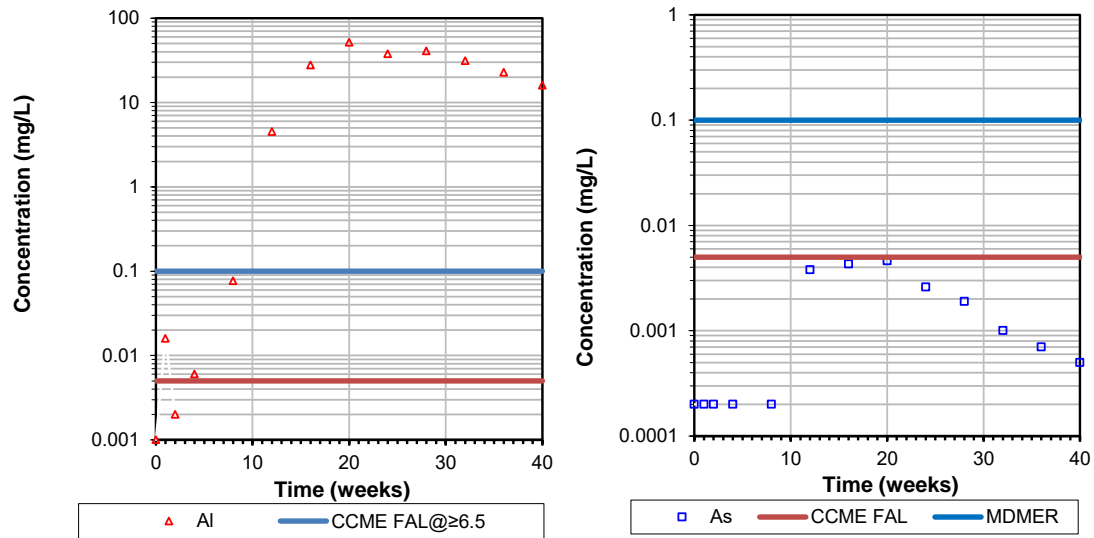 Concentration (mg/L)
100
10
1
0.1
0.01
0.001
0 10 20 30 40
Time (weeks)
Al CCME FAL@≥6.5
Concentration (mg/L)
1
0.1
0.01
0.001
0.0001
0 10 20 30 40
Time (weeks)
As CCME FAL MDMER